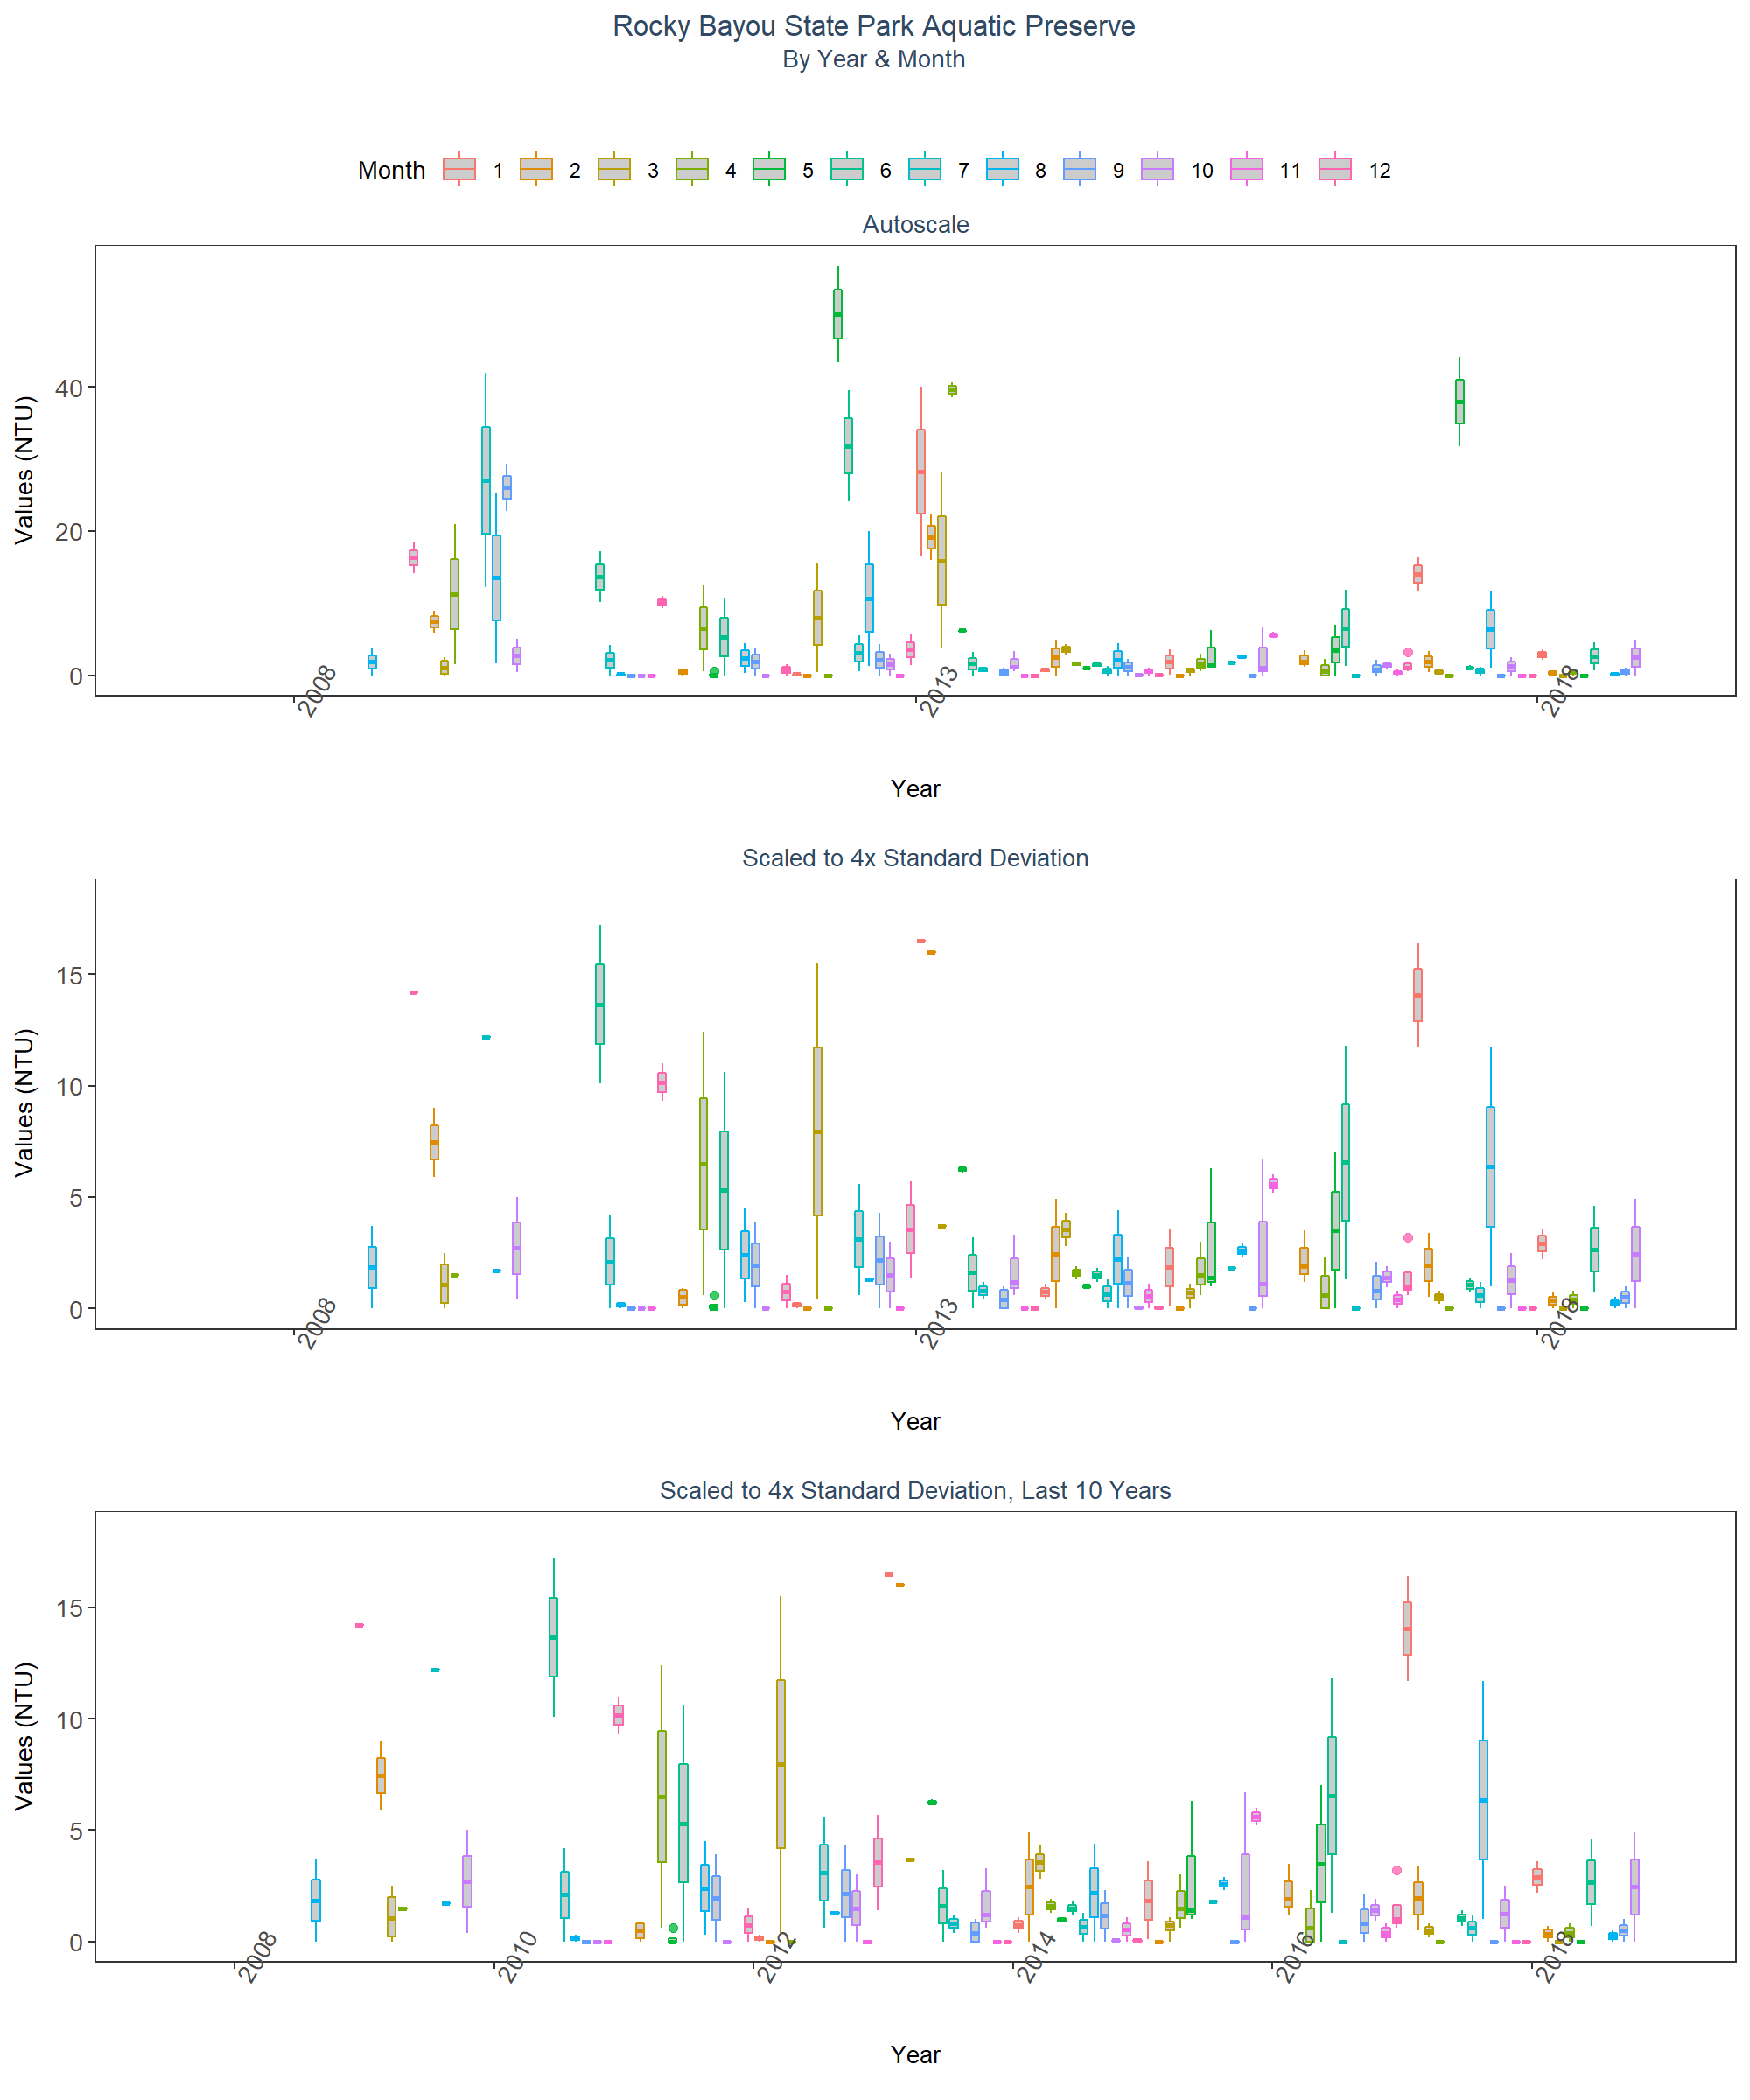 Rocky Bayou State Park Aquatic Preserve
By Year & Month
Month 1 2 3 4 5 6 7 8 9 10 11 12
Autoscale
Values (NTU)
40
20
0
2008 2013 2018
Year
Scaled to 4x Standard Deviation
Values (NTU)
15
10
5
0
2008 2013 2018
Year
Scaled to 4x Standard Deviation, Last 10 Years
Values (NTU)
15
10
5
0
2008 2010 2012 2014 2016 2018
Year